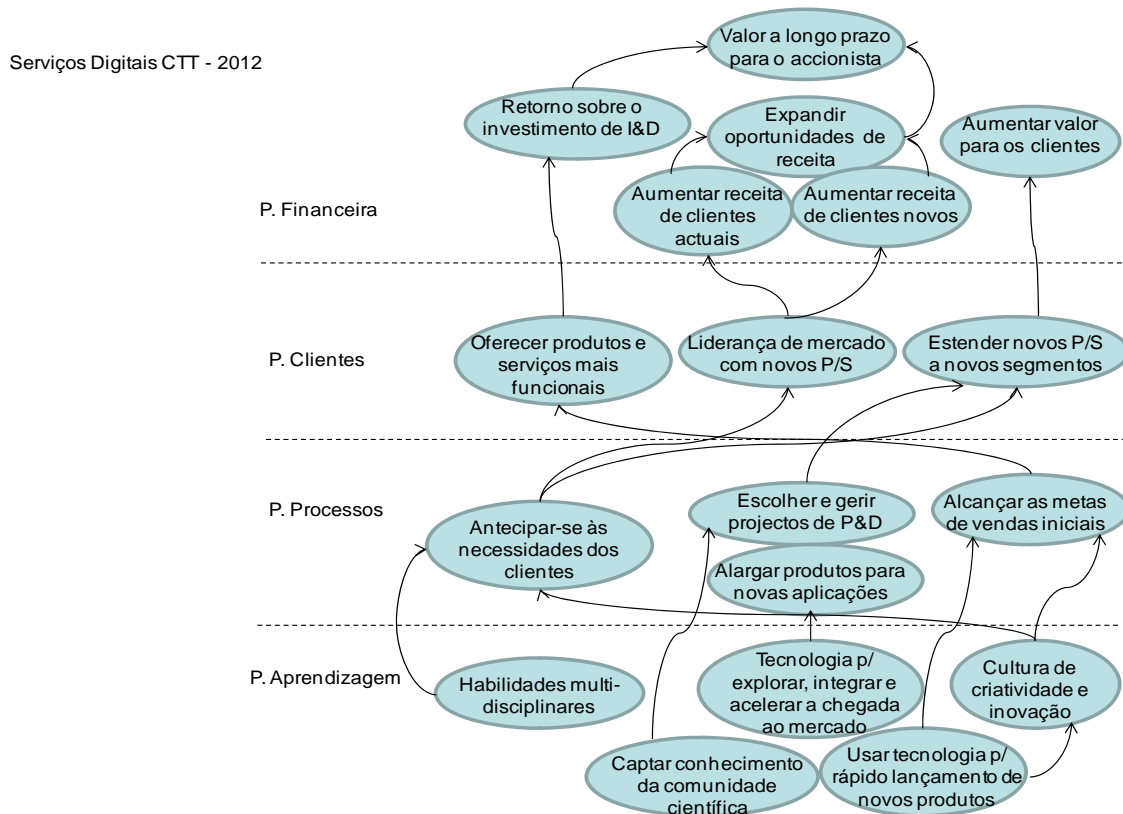 Serviços Digitais CTT - 2012
Valor a longo prazo
para o accionista
Retorno sobre o
investimento de I&D
Expandir
oportunidades de
receita
Aumentar valor
para os clientes
P. Financeira
Aumentar receita
de clientes
actuais
Aumentar receita
de clientes novos
P. Clientes
Oferecer produtos e
serviços mais
funcionais
Liderança de mercado
com novos P/S
Estender novos P/S
a novos segmentos
P. Processos
Antecipar-se às
necessidades dos
clientes
Escolher e gerir
projectos de P&D
Alcançar as metas
de vendas iniciais
Alargar produtos para
novas aplicações
P. Aprendizagem
Habilidades multi-
disciplinares
Tecnologia p/
explorar, integrar e
acelerar a chegada
ao mercado
Cultura de
criatividade e
inovação
Captar conhecimento
da comunidade
científica
Usar tecnologia p/
rápido lançamento de
novos produtos